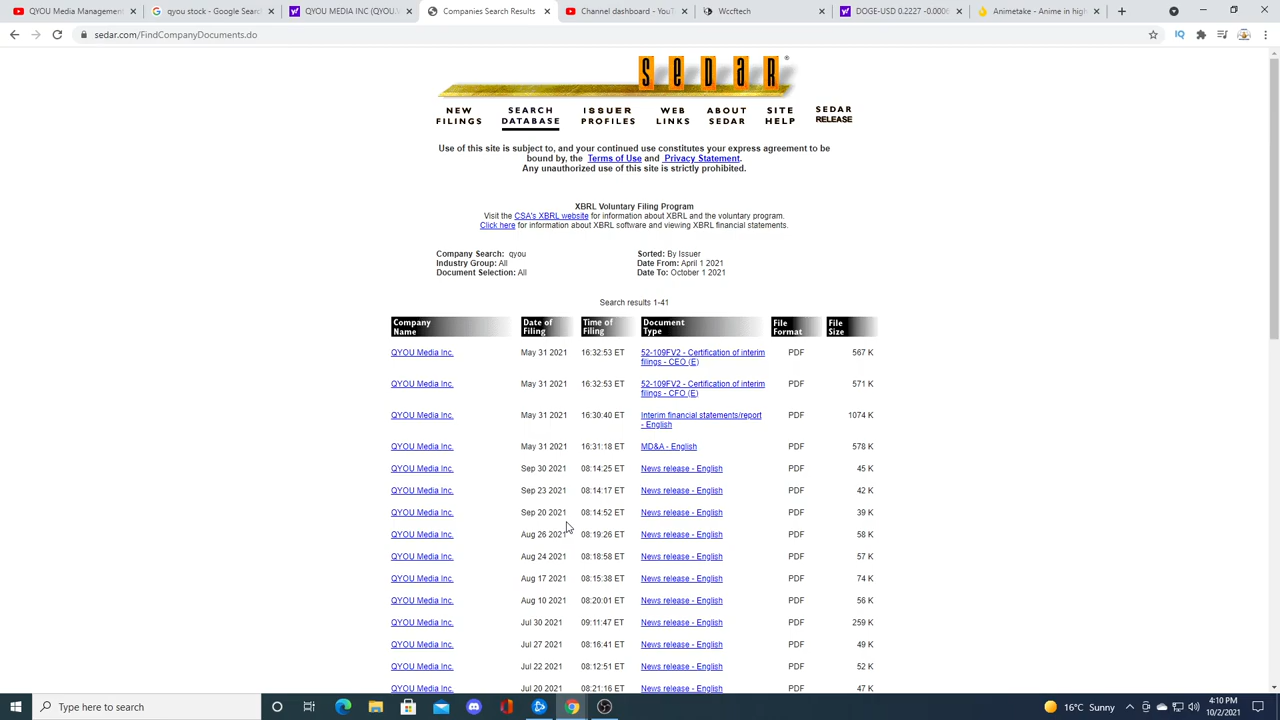 QYOU Media Management
qyou stock - Google Search
QYOU MEDIA INC (QYOU.V)
Companies Search Results
Channel dashboard - YouTube
Wccftech
Yahoo
DOGE-USD 0.2227 -0.0006
Animetake - Anime in high
sedar.com/FindCompanyDocuments.do
SEDAR ®
NEW FILINGS
SEARCH DATABASE
ISSUER PROFILES
WEB LINKS
ABOUT SEDAR
SITE HELP
SEDAR RELEASE
Use of this site is subject to, and your continued use constitutes your express agreement to be
bound by, the Terms of Use and Privacy Statement.
Any unauthorized use of this site is strictly prohibited.
XBRL Voluntary Filing Program
Visit the CSA's XBRL website for information about XBRL and the voluntary program.
Click here for information about XBRL software and viewing XBRL financial statements.
Company Search: qyou Sorted: By Issuer
Industry Group: All Date From: April 1 2021
Document Selection: All Date To: October 1 2021
Search results 1-41
Company Name Date of Filing Time of Filing Document Type File Format File Size
QYOU Media Inc. May 31 2021 16:32:53 ET 52-109FV2 - Certification of interim PDF 567 K
filings - CEO (E)
QYOU Media Inc. May 31 2021 16:32:53 ET 52-109FV2 - Certification of interim PDF 571 K
filings - CFO (E)
QYOU Media Inc. May 31 2021 16:30:40 ET Interim financial statements/report PDF 1074 K
- English
QYOU Media Inc. May 31 2021 16:31:18 ET MD&A - English PDF 578 K
QYOU Media Inc. Sep 30 2021 08:14:25 ET News release - English PDF 45 K
QYOU Media Inc. Sep 23 2021 08:14:17 ET News release - English PDF 42 K
QYOU Media Inc. Sep 20 2021 08:14:52 ET News release - English PDF 39 K
QYOU Media Inc. Aug 26 2021 08:19:26 ET News release - English PDF 58 K
QYOU Media Inc. Aug 24 2021 08:18:58 ET News release - English PDF 57 K
QYOU Media Inc. Aug 17 2021 08:15:38 ET News release - English PDF 74 K
QYOU Media Inc. Aug 10 2021 08:20:01 ET News release - English PDF 56 K
QYOU Media Inc. Jul 30 2021 09:11:47 ET News release - English PDF 259 K
QYOU Media Inc. Jul 27 2021 08:16:41 ET News release - English PDF 49 K
QYOU Media Inc. Jul 22 2021 08:12:51 ET News release - English PDF 52 K
QYOU Media Inc. Jul 20 2021 08:21:16 ET News release - English PDF 47 K
Type here to search
16°C Sunny
4:10 PM
10/2/2021